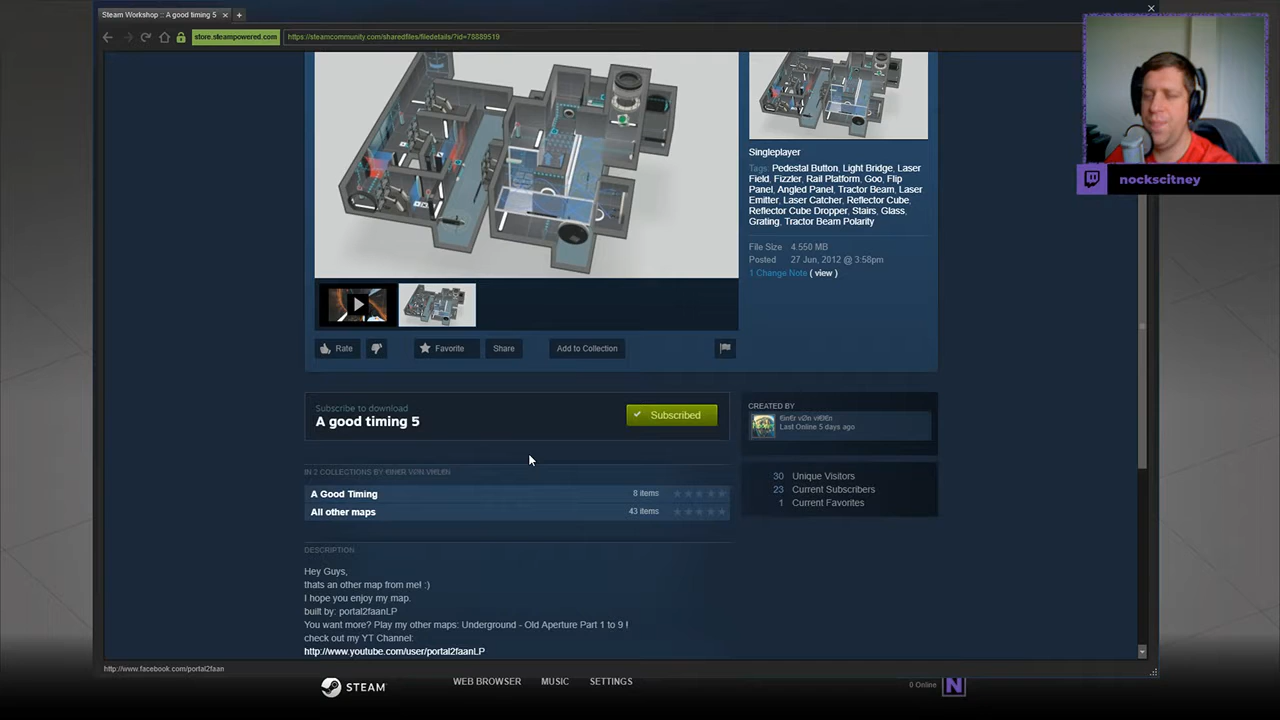 Steam Workshop :: A good timing 5
store.steampowered.com
https://steamcommunity.com/sharedfiles/filedetails/?id=78889519
nockscitney
Singleplayer
Tags: Pedestal Button, Light Bridge, Laser
Field, Fizzler, Rail Platform, Goo, Flip
Panel, Angled Panel, Tractor Beam, Laser
Emitter, Laser Catcher, Reflector Cube,
Reflector Cube Dropper, Stairs, Glass,
Grating, Tractor Beam Polarity
File Size 4.550 MB
Posted 27 Jun, 2012 @ 3:58pm
1 Change Note ( view )
Rate
Favorite
Share
Add to Collection
Subscribe to download
A good timing 5
Subscribed
CREATED BY
Last Online 5 days ago
30 Unique Visitors
23 Current Subscribers
1 Current Favorites
IN 2 COLLECTIONS BY
A Good Timing 8 items
All other maps 43 items
DESCRIPTION
Hey Guys,
thats an other map from me! :)
I hope you enjoy my map.
built by: portal2faanLP
You want more? Play my other maps: Underground - Old Aperture Part 1 to 9 !
check out my YT Channel:
http://www.youtube.com/user/portal2faanLP
http://www.facebook.com/portal2faan
STEAM
WEB BROWSER
MUSIC
SETTINGS
0 Online
N